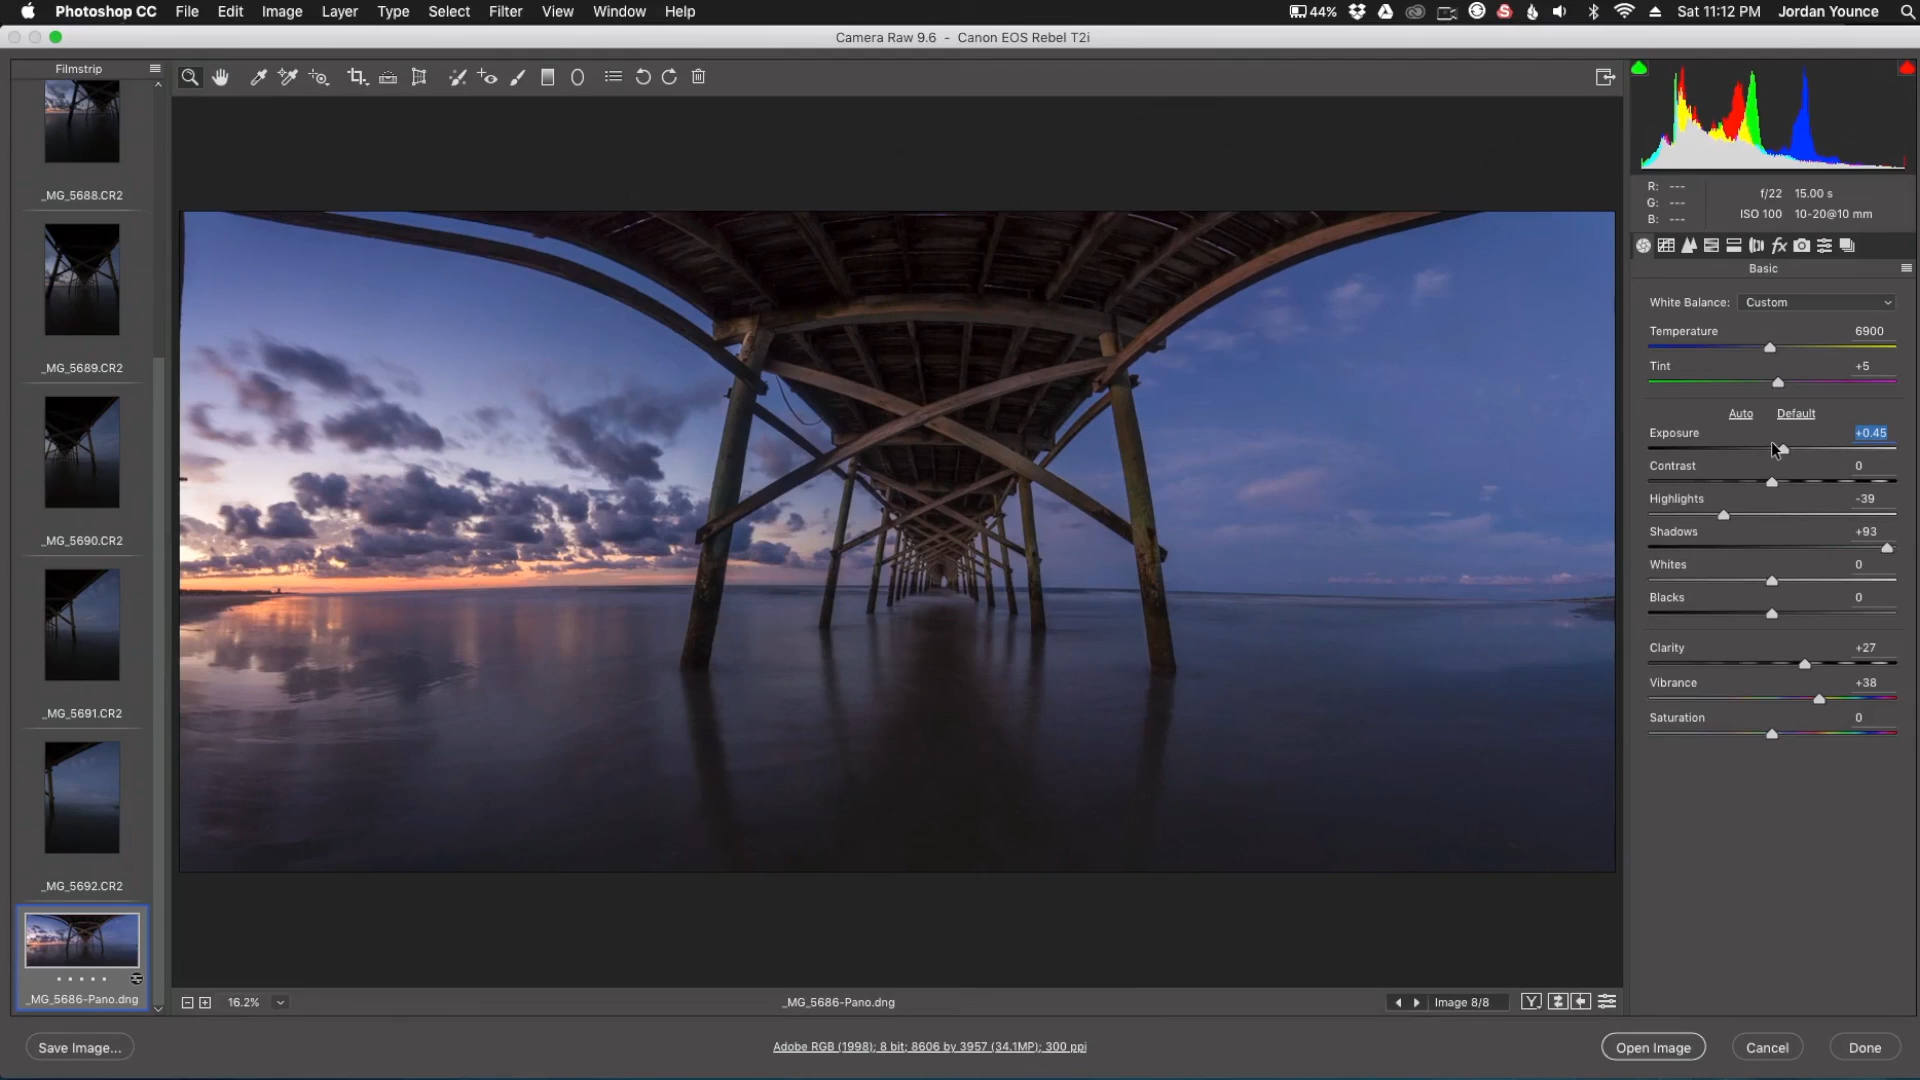 Photoshop CC File Edit Image Layer Type Select Filter View Window Help 44% Sat 11:12 PM Jordan Younce
Camera Raw 9.6 - Canon EOS Rebel T2i
Filmstrip
_MG_5688.CR2
_MG_5689.CR2
_MG_5690.CR2
_MG_5691.CR2
_MG_5692.CR2
_MG_5686-Pano.dng
R: ---
G: ---
B: ---
f/22 15.00 s
ISO 100 10-20@10 mm
fx
Basic
White Balance: Custom
Temperature 6900
Tint +5
Auto Default
Exposure +0.45
Contrast 0
Highlights -39
Shadows +93
Whites 0
Blacks 0
Clarity +27
Vibrance +38
Saturation 0
16.2% _MG_5686-Pano.dng Image 8/8 Y
Save Image... Adobe RGB (1998); 8 bit; 8606 by 3957 (34.1MP); 300 ppi Open Image Cancel Done